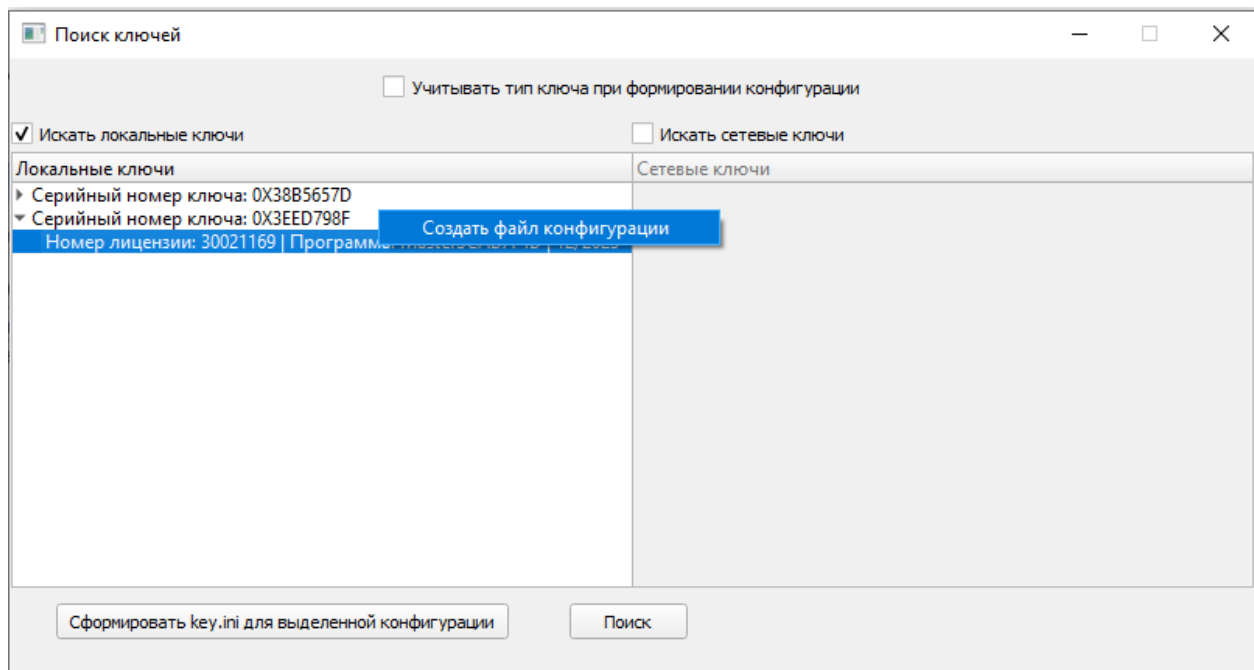 Поиск ключей
Учитывать тип ключа при формировании конфигурации
Искать локальные ключи
Искать сетевые ключи
Локальные ключи
Сетевые ключи
Серийный номер ключа: 0X38B5657D
Серийный номер ключа: 0X3EED798F
Создать файл конфигурации
Номер лицензии: 30021169 | Программа:
Сформировать key.ini для выделенной конфигурации
Поиск